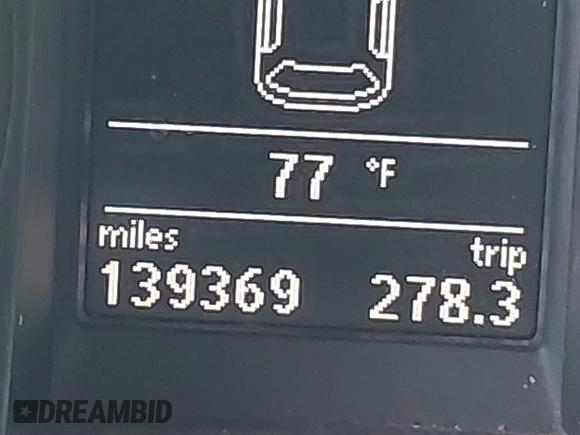 77 °F
miles trip
139369 278.3
DREAMBID